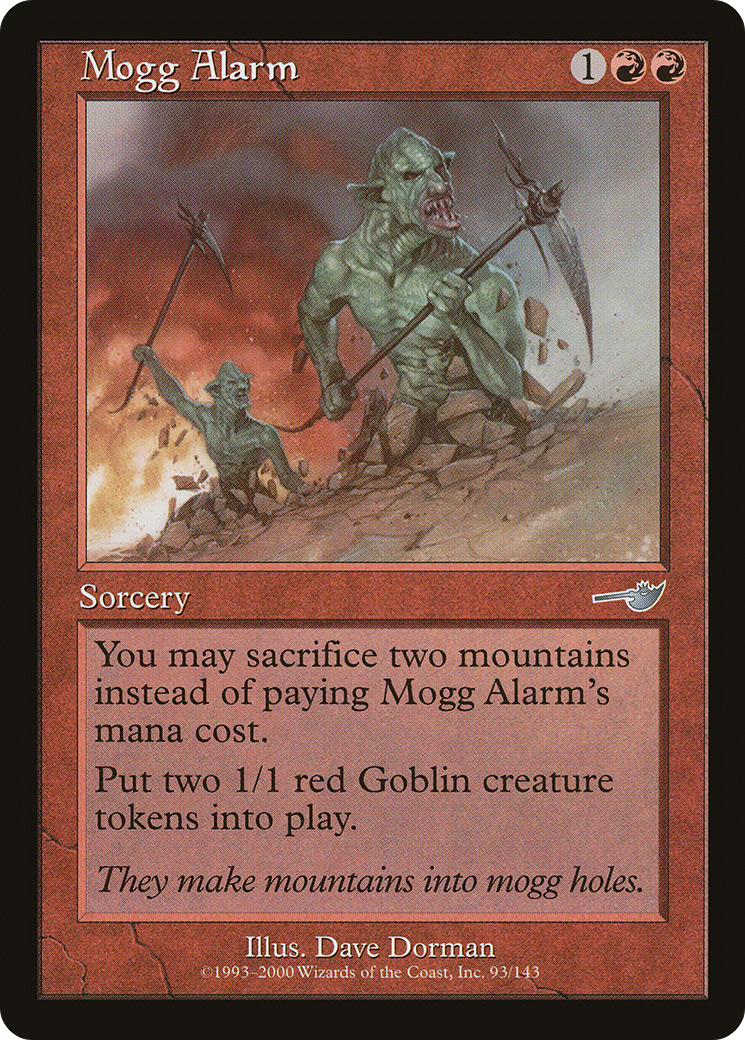 Mogg Alarm 1
Sorcery
You may sacrifice two mountains
instead of paying Mogg Alarm's
mana cost.
Put two 1/1 red Goblin creature
tokens into play.
They make mountains into mogg holes.
Illus. Dave Dorman
©1993–2000 Wizards of the Coast, Inc. 93/143